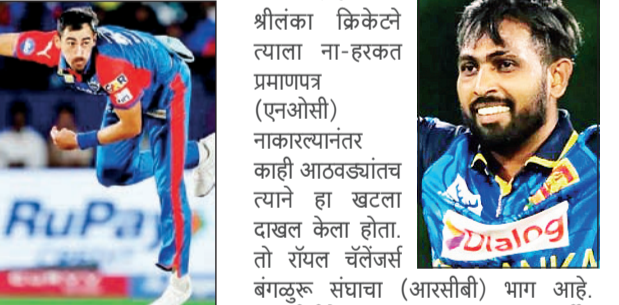 श्रीलंका क्रिकेटने
त्याला ना-हरकत
प्रमाणपत्र
(एनओसी)
नाकारल्यानंतर
काही आठवड्यांतच
त्याने हा खटला
दाखल केला होता.
तो रॉयल चॅलेंजर्स
बंगळुरू संघाचा (आरसीबी) भाग आहे.
RuPay
Dialog